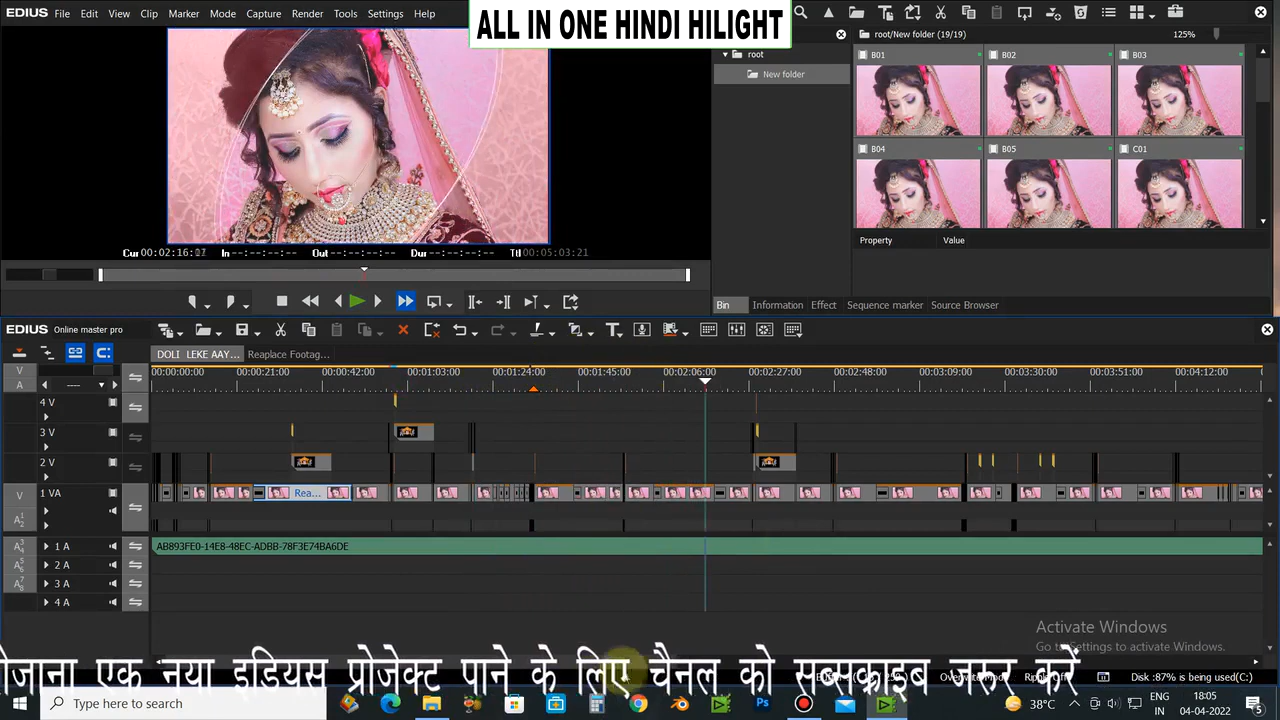 EDIUS File Edit View Clip Marker Mode Capture Render Tools Settings Help
ALL IN ONE HINDI HILIGHT
root/New folder (19/19) 125%
root
New folder
B01 B02 B03
B04 B05 C01
Property Value
Cur 00:02:16:07 In --:--:--:-- Out --:--:--:-- Dur --:--:--:-- Ttl 00:05:03:21
Bin Information Effect Sequence marker Source Browser
EDIUS Online master pro
DOLI LEKE AAY... Reaplace Footag...
V
A
00:00:00:00 00:00:21:00 00:00:42:00 00:01:03:00 00:01:24:00 00:01:45:00 00:02:06:00 00:02:27:00 00:02:48:00 00:03:09:00 00:03:30:00 00:04:12:00
4 V
3 V
2 V
V 1 VA Rea...
1 A AB893FE0-14E8-48EC-ADBB-78F3E74BA6DE
2 A
3 A
4 A
Activate Windows
Go to Settings to activate Windows.
रोजाना एक नया इडियस प्रोजेक्ट पाने के लिए चैनल को सब्सक्राइब जरूर करें
Disk :87% is being used(C:)
Type here to search
38°C ENG 18:05
IN 04-04-2022
5